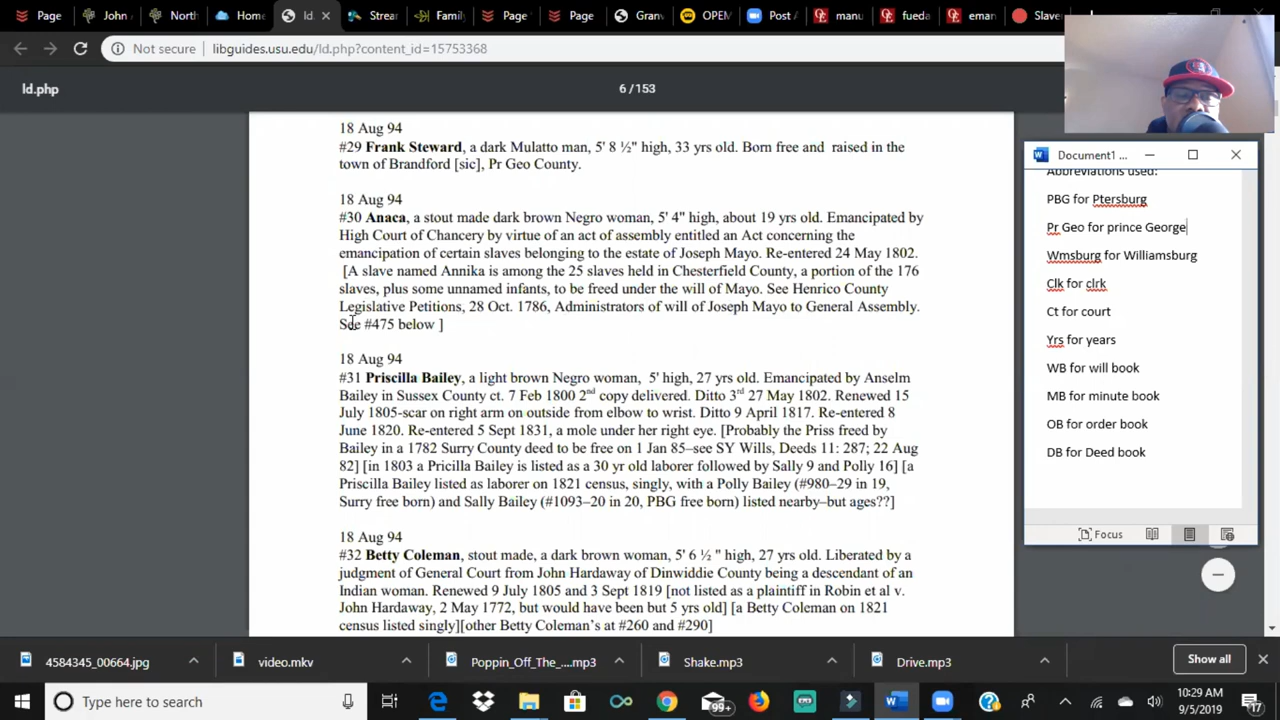 Page
John A
North
Home
ld.
Strea
Famil
Page
Page
Gran
OPEM
Post A
manu
fueda
eman
Slave
Not secure
libguides.usu.edu/ld.php?content_id=15753368
ld.php
6 / 153
18 Aug 94
#29 Frank Steward, a dark Mulatto man, 5' 8 ½" high, 33 yrs old. Born free and raised in the
town of Brandford [sic], Pr Geo County.
18 Aug 94
#30 Anaca, a stout made dark brown Negro woman, 5' 4" high, about 19 yrs old. Emancipated by
High Court of Chancery by virtue of an act of assembly entitled an Act concerning the
emancipation of certain slaves belonging to the estate of Joseph Mayo. Re-entered 24 May 1802.
[A slave named Annika is among the 25 slaves held in Chesterfield County, a portion of the 176
slaves, plus some unnamed infants, to be freed under the will of Mayo. See Henrico County
Legislative Petitions, 28 Oct. 1786, Administrators of will of Joseph Mayo to General Assembly.
See #475 below ]
18 Aug 94
#31 Priscilla Bailey, a light brown Negro woman, 5' high, 27 yrs old. Emancipated by Anselm
Bailey in Sussex County ct. 7 Feb 1800 2nd copy delivered. Ditto 3rd 27 May 1802. Renewed 15
July 1805-scar on right arm on outside from elbow to wrist. Ditto 9 April 1817. Re-entered 8
June 1820. Re-entered 5 Sept 1831, a mole under her right eye. [Probably the Priss freed by
Bailey in a 1782 Surry County deed to be free on 1 Jan 85–see SY Wills, Deeds 11: 287; 22 Aug
82] [in 1803 a Pricilla Bailey is listed as a 30 yr old laborer followed by Sally 9 and Polly 16] [a
Priscilla Bailey listed as laborer on 1821 census, singly, with a Polly Bailey (#980–29 in 19,
Surry free born) and Sally Bailey (#1093–20 in 20, PBG free born) listed nearby–but ages??]
18 Aug 94
#32 Betty Coleman, stout made, a dark brown woman, 5' 6 ½ " high, 27 yrs old. Liberated by a
judgment of General Court from John Hardaway of Dinwiddie County being a descendant of an
Indian woman. Renewed 9 July 1805 and 3 Sept 1819 [not listed as a plaintiff in Robin et al v.
John Hardaway, 2 May 1772, but would have been but 5 yrs old] [a Betty Coleman on 1821
census listed singly][other Betty Coleman's at #260 and #290]
Document1 ...
Abbreviations used:
PBG for Ptersburg
Pr Geo for prince George
Wmsburg for Williamsburg
Clk for clrk
Ct for court
Yrs for years
WB for will book
MB for minute book
OB for order book
DB for Deed book
Focus
4584345_00664.jpg
video.mkv
Poppin_Off_The_....mp3
Shake.mp3
Drive.mp3
Show all
Type here to search
99+
10:29 AM
9/5/2019
17